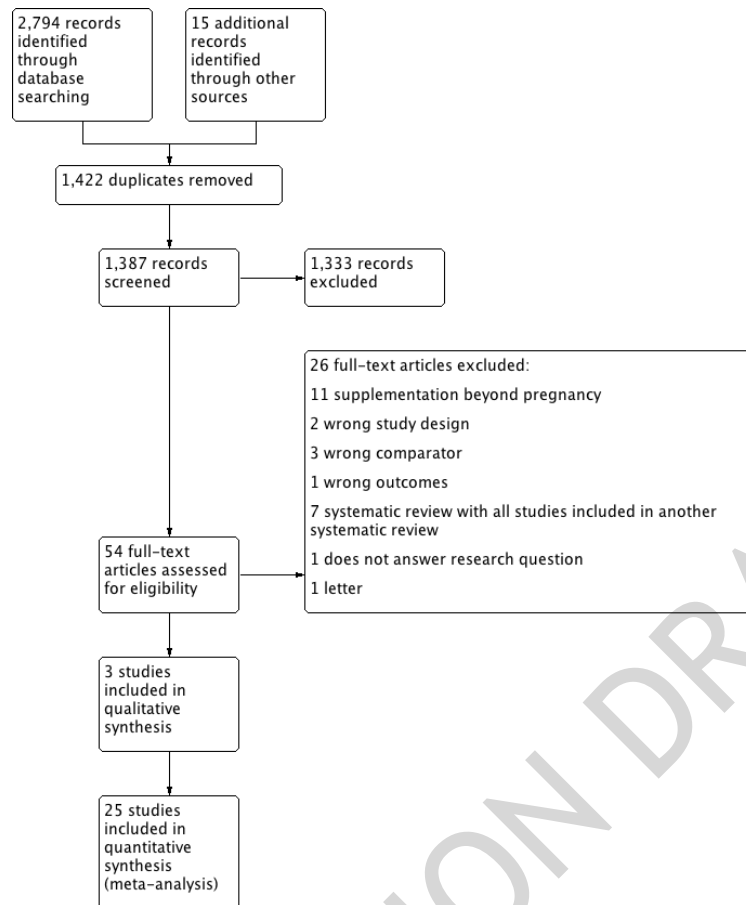 2,794 records
identified
through
database
searching
15 additional
records
identified
through other
sources
1,422 duplicates removed
1,387 records
screened
1,333 records
excluded
26 full-text articles excluded:
11 supplementation beyond pregnancy
2 wrong study design
3 wrong comparator
1 wrong outcomes
7 systematic review with all studies included in another
systematic review
1 does not answer research question
1 letter
54 full-text
articles assessed
for eligibility
3 studies
included in
qualitative
synthesis
25 studies
included in
quantitative
synthesis
(meta-analysis)